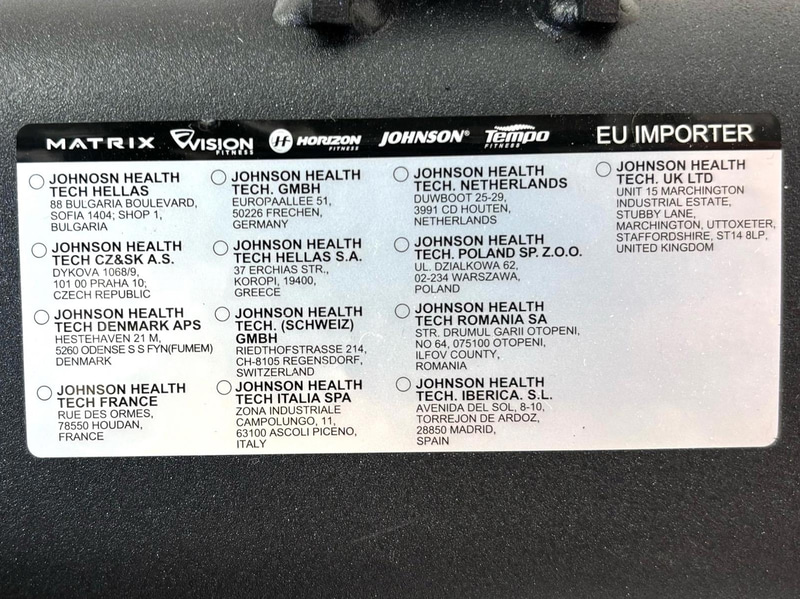 MATRIX VISION FITNESS HORIZON FITNESS JOHNSON® Tempo FITNESS EU IMPORTER
JOHNOSN HEALTH
TECH HELLAS
88 BULGARIA BOULEVARD,
SOFIA 1404; SHOP 1,
BULGARIA
JOHNSON HEALTH
TECH CZ&SK A.S.
DYKOVA 1068/9,
101 00 PRAHA 10;
CZECH REPUBLIC
JOHNSON HEALTH
TECH DENMARK APS
HESTEHAVEN 21 M,
5260 ODENSE S S FYN(FUMEM)
DENMARK
JOHNSON HEALTH
TECH FRANCE
RUE DES ORMES,
78550 HOUDAN,
FRANCE
JOHNSON HEALTH
TECH. GMBH
EUROPAALLEE 51,
50226 FRECHEN,
GERMANY
JOHNSON HEALTH
TECH HELLAS S.A.
37 ERCHIAS STR.,
KOROPI, 19400,
GREECE
JOHNSON HEALTH
TECH. (SCHWEIZ)
GMBH
RIEDTHOFSTRASSE 214,
CH-8105 REGENSDORF,
SWITZERLAND
JOHNSON HEALTH
TECH ITALIA SPA
ZONA INDUSTRIALE
CAMPOLUNGO, 11,
63100 ASCOLI PICENO,
ITALY
JOHNSON HEALTH
TECH. NETHERLANDS
DUWBOOT 25-29,
3991 CD HOUTEN,
NETHERLANDS
JOHNSON HEALTH
TECH. POLAND SP. Z.O.O.
UL. DZIALKOWA 62,
02-234 WARSZAWA,
POLAND
JOHNSON HEALTH
TECH ROMANIA SA
STR. DRUMUL GARII OTOPENI,
NO 64, 075100 OTOPENI,
ILFOV COUNTY,
ROMANIA
JOHNSON HEALTH
TECH. IBERICA. S.L.
AVENIDA DEL SOL, 8-10,
TORREJON DE ARDOZ,
28850 MADRID,
SPAIN
JOHNSON HEALTH
TECH. UK LTD
UNIT 15 MARCHINGTON
INDUSTRIAL ESTATE,
STUBBY LANE,
MARCHINGTON, UTTOXETER,
STAFFORDSHIRE, ST14 8LP,
UNITED KINGDOM